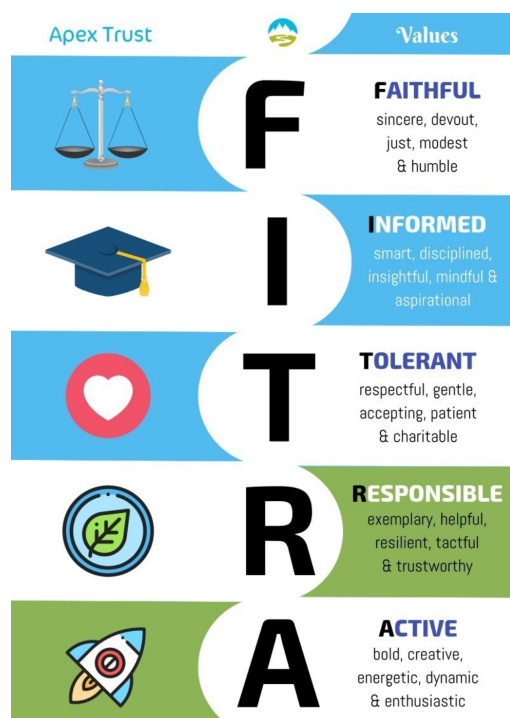 Apex Trust
Values
F
FAITHFUL
sincere, devout,
just, modest
& humble
I
INFORMED
smart, disciplined,
insightful, mindful &
aspirational
T
TOLERANT
respectful, gentle,
accepting, patient
& charitable
R
RESPONSIBLE
exemplary, helpful,
resilient, tactful
& trustworthy
A
ACTIVE
bold, creative,
energetic, dynamic
& enthusiastic